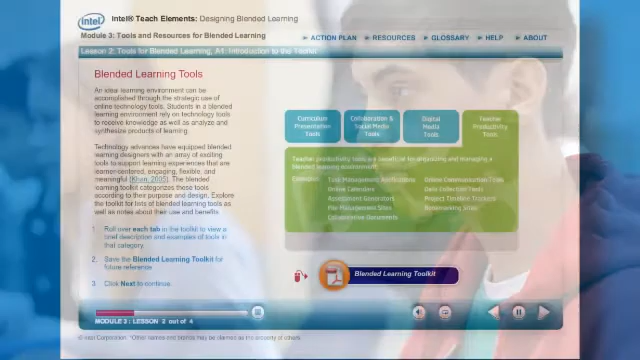 intel
Intel® Teach Elements: Designing Blended Learning
Module 3: Tools and Resources for Blended Learning
ACTION PLAN RESOURCES GLOSSARY HELP ABOUT
Lesson 2: Tools for Blended Learning, A1: Introduction to the Toolkit
Blended Learning Tools
An ideal learning environment can be
accomplished through the strategic use of
online technology tools. Students in a blended
learning environment rely on technology tools
to receive knowledge as well as analyze and
synthesize products of learning.
Technology advances have equipped blended
learning designers with an array of exciting
tools to support learning experiences that are
learner-centered, engaging, flexible, and
meaningful (Khan, 2005). The blended
learning toolkit categorizes these tools
according to their purpose and design. Explore
the toolkit for lists of blended learning tools as
well as notes about their use and benefits.
1. Roll over each tab in the toolkit to view a
brief description and examples of tools in
that category.
2. Save the Blended Learning Toolkit for
future reference.
3. Click Next to continue.
Curriculum
Presentation
Tools
Collaboration &
Social Media
Tools
Digital
Media
Tools
Teacher
Productivity
Tools
Teacher productivity tools are beneficial for organizing and managing a
blended learning environment.
Task Management Applications
Online Calendars
Assessment Generators
File Management Sites
Collaborative Documents
Online Communication Tools
Data Collection Tools
Project Timeline Trackers
Bookmarking Sites
Blended Learning Toolkit
MODULE 3 : LESSON 2 out of 4
© Intel Corporation. *Other names and brands may be claimed as the property of others.